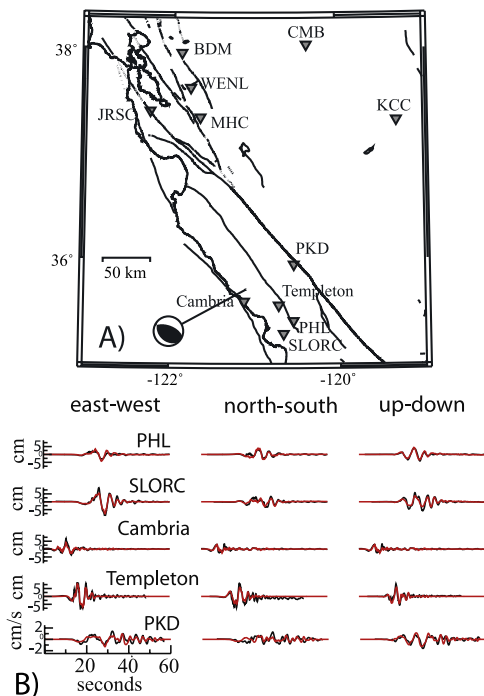 38°
BDM
CMB
WENL
JRSC
MHC
KCC
36°
PKD
50 km
Templeton
Cambria
PHL
SLORC
A)
-122°
-120°
east-west
north-south
up-down
cm
5
-5
PHL
cm
5
-5
SLORC
cm
5
-5
Cambria
cm
5
-5
Templeton
cm/s
2
0
-2
PKD
20 40 60
seconds
B)